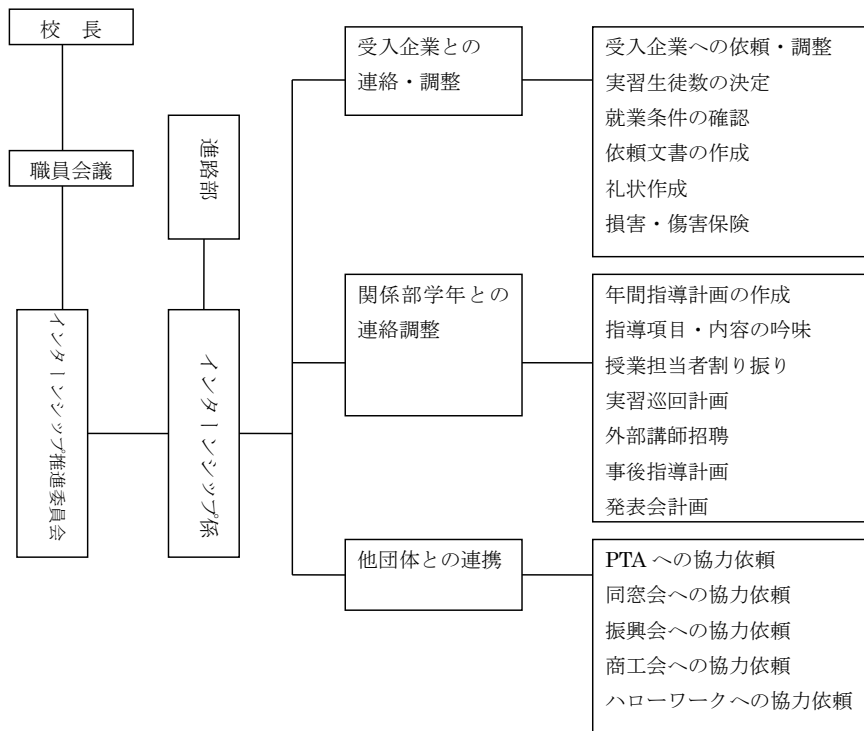 校　長
職員会議
インターンシップ推進委員会
進路部
インターンシップ係
受入企業との
連絡・調整
受入企業への依頼・調整
実習生徒数の決定
就業条件の確認
依頼文書の作成
礼状作成
損害・傷害保険
関係部学年との
連絡調整
年間指導計画の作成
指導項目・内容の吟味
授業担当者割り振り
実習巡回計画
外部講師招聘
事後指導計画
発表会計画
他団体との連携
PTA への協力依頼
同窓会への協力依頼
振興会への協力依頼
商工会への協力依頼
ハローワークへの協力依頼